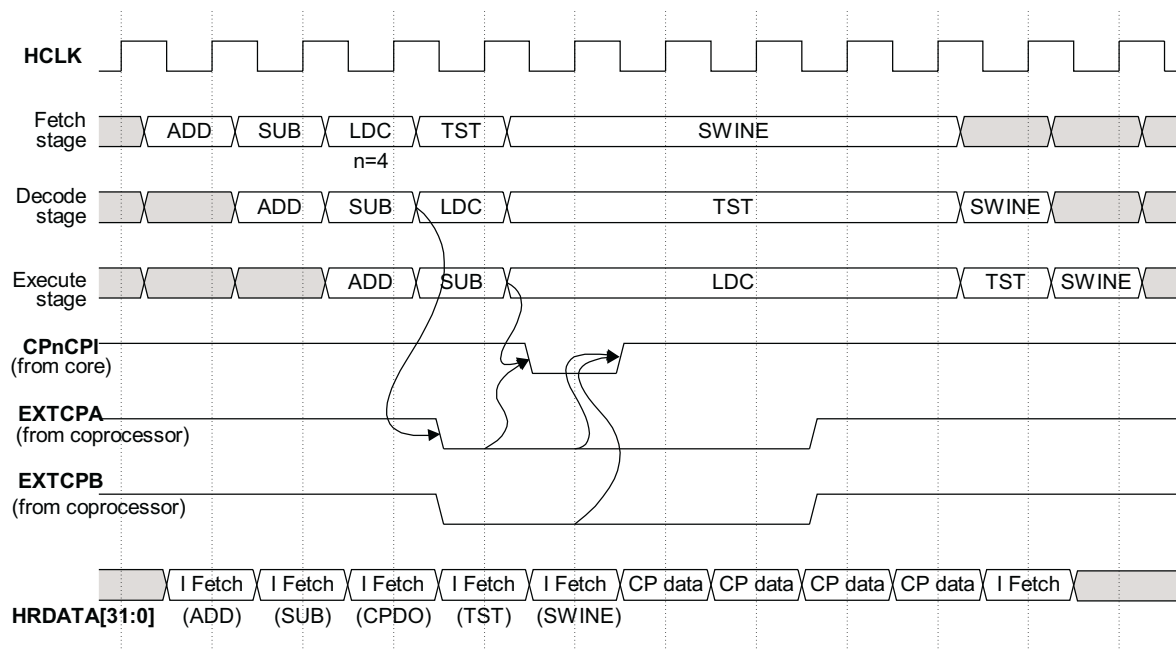 HCLK
Fetch stage
ADD SUB LDC TST SWINE
n=4
Decode stage
ADD SUB LDC TST SWINE
Execute stage
ADD SUB LDC TST SWINE
CPnCPI
(from core)
EXTCPA
(from coprocessor)
EXTCPB
(from coprocessor)
I Fetch I Fetch I Fetch I Fetch I Fetch CP data CP data CP data CP data I Fetch
HRDATA[31:0] (ADD) (SUB) (CPDO) (TST) (SWINE)